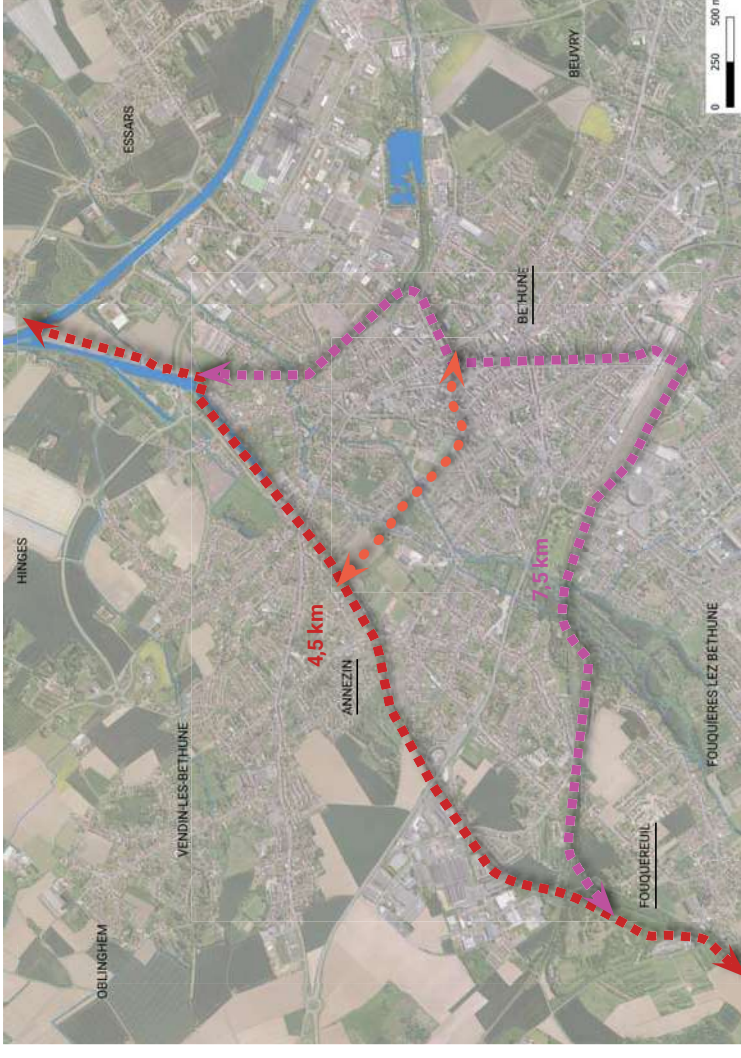 HINGES
OBLINGHEM
ESSARS
VENDIN-LES-BETHUNE
4,5 km
ANNEZIN
BETHUNE
7,5 km
BEUVRY
FOUQUEREUIL
FOUQUIERES LEZ BETHUNE
0 250 500 m